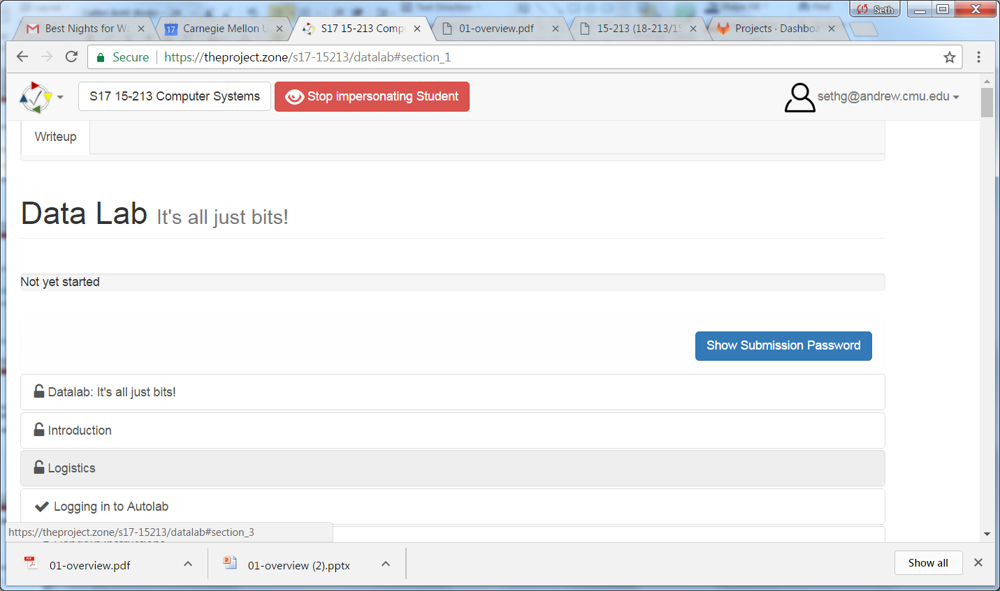 Seth
Best Nights for Wa
17
Carnegie Mellon U
S17 15-213 Comp
01-overview.pdf
15-213 (18-213/15
Projects · Dashboa
Secure
https://theproject.zone/s17-15213/datalab#section_1
S17 15-213 Computer Systems
Stop impersonating Student
sethg@andrew.cmu.edu
Writeup
Data Lab It's all just bits!
Not yet started
Show Submission Password
Datalab: It's all just bits!
Introduction
Logistics
Logging in to Autolab
https://theproject.zone/s17-15213/datalab#section_3
01-overview.pdf
01-overview (2).pptx
Show all